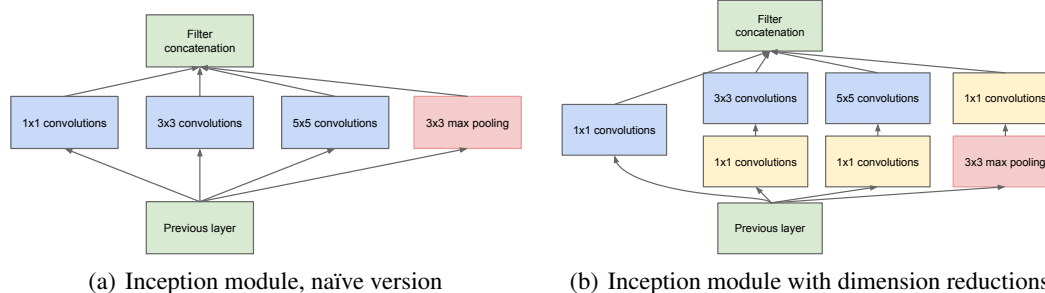 Filter
concatenation
1x1 convolutions
3x3 convolutions
5x5 convolutions
3x3 max pooling
Previous layer
(a) Inception module, naïve version
Filter
concatenation
3x3 convolutions
5x5 convolutions
1x1 convolutions
1x1 convolutions
1x1 convolutions
1x1 convolutions
3x3 max pooling
Previous layer
(b) Inception module with dimension reductions